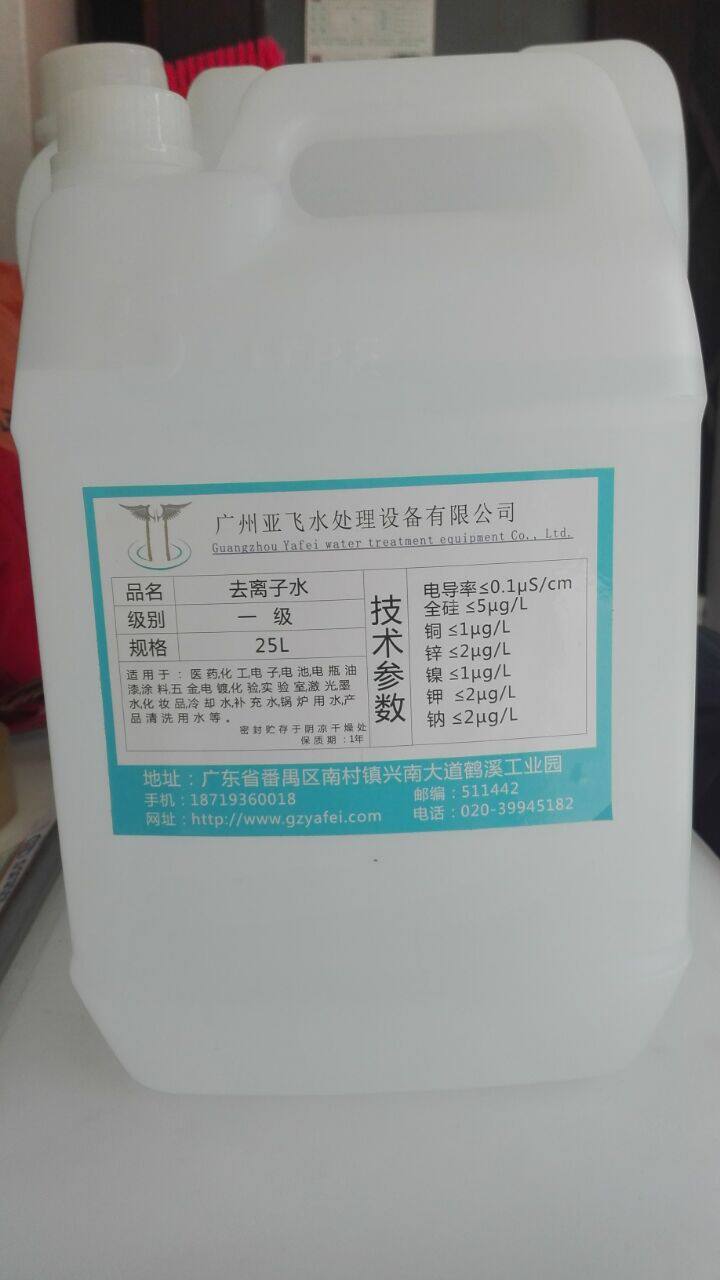 广州亚飞水处理设备有限公司
Guangzhou Yafei water treatment equipment Co., Ltd.
品名 去离子水
级别 一 级
规格 25L
适用于：医药,化工,电子,电池,电瓶油
漆,涂料,五金,电镀,化验,实验室,激光,墨
水,化妆品,冷却水,补充水,锅炉用水,产
品清洗用水等。
密封贮存于阴凉干燥处
保质期：1年
技术参数
电导率≤0.1μS/cm
全硅 ≤5μg/L
铜 ≤1μg/L
锌 ≤2μg/L
镍 ≤1μg/L
钾 ≤2μg/L
钠 ≤2μg/L
地址：广东省番禺区南村镇兴南大道鹤溪工业园
手机：18719360018 邮编：511442
网址：http://www.gzyafei.com 电话：020-39945182